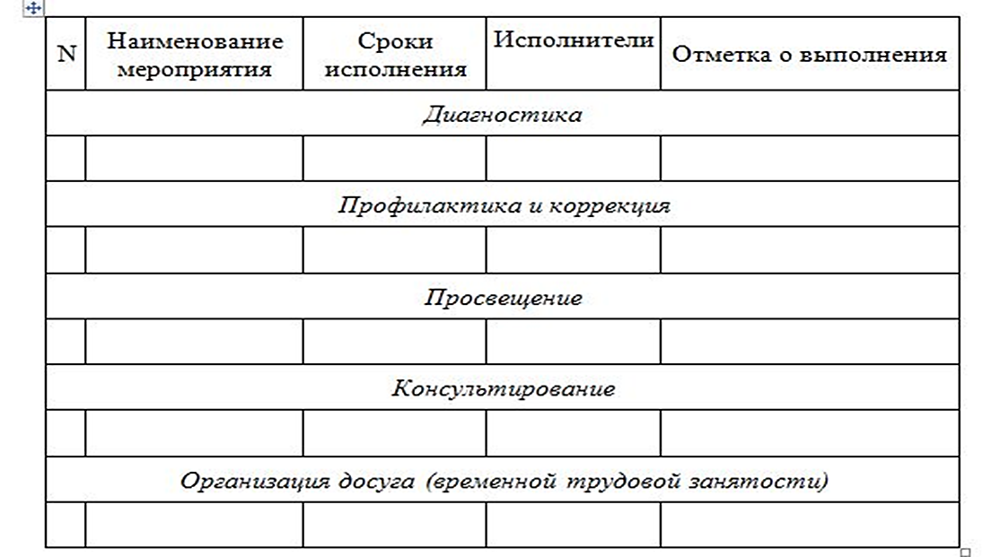 N
Наименование
мероприятия
Сроки
исполнения
Исполнители
Отметка о выполнения
Диагностика
Профилактика и коррекция
Просвещение
Консультирование
Организация досуга (временной трудовой занятости)